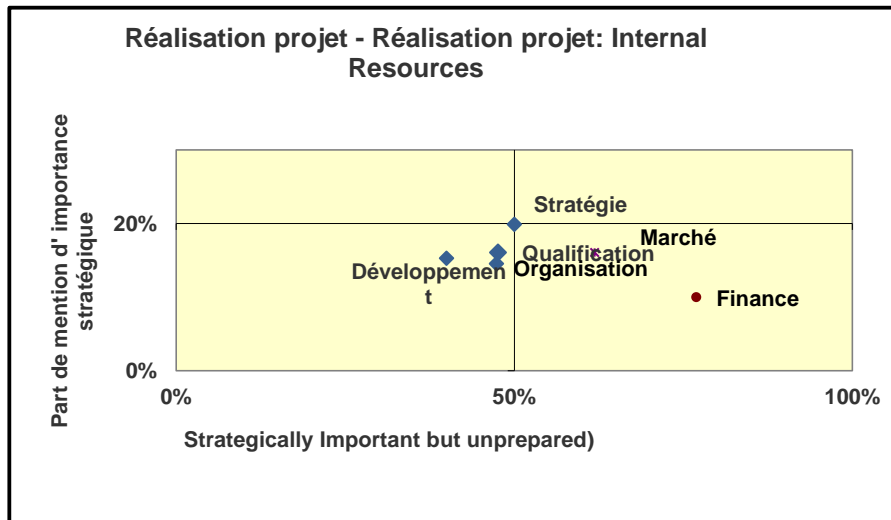 Réalisation projet - Réalisation projet: Internal
Resources
Part de mention d' importance
stratégique
20%
0%
0%
50%
100%
Stratégie
Marché
Qualification
Organisation
Développemen
t
Finance
Strategically Important but unprepared)